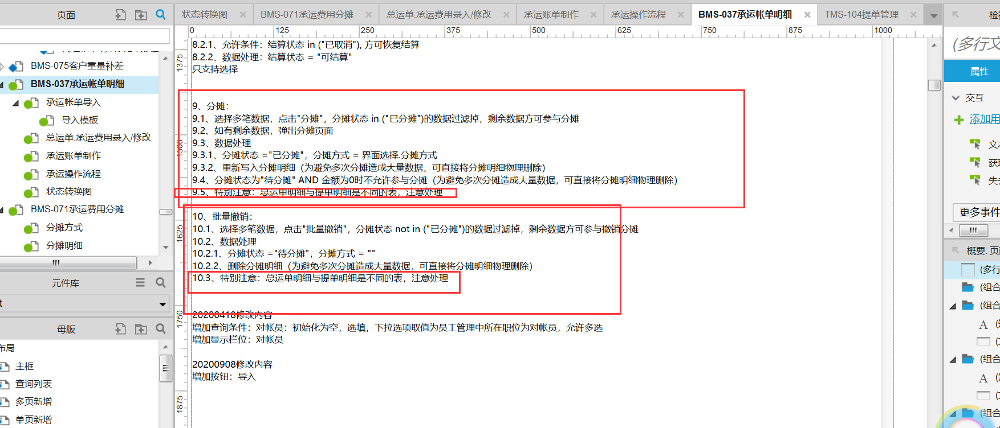 页面
状态转换图
BMS-071承运费用分摊
总运单.承运费用录入/修改
承运账单制作
承运操作流程
BMS-037承运帐单明细
TMS-104提单管理
0
125
250
375
500
625
750
875
1000
BMS-075客户重量补差
BMS-037承运帐单明细
承运帐单导入
导入模板
总运单.承运费用录入/修改
承运账单制作
承运操作流程
状态转换图
BMS-071承运费用分摊
分摊方式
分摊明细
元件库
t
母版
布局
主框
查询列表
多页新增
单页新增
1375
1500
1625
1750
1875
8.2.1、允许条件：结算状态 in ("已取消"), 方可恢复结算
8.2.2、数据处理：结算状态 = "可结算"
只支持选择
9、分摊：
9.1、选择多笔数据，点击"分摊"，分摊状态 in ("已分摊")的数据过滤掉，剩余数据方可参与分摊
9.2、如有剩余数据，弹出分摊页面
9.3、数据处理
9.3.1、分摊状态 ="已分摊"，分摊方式 = 界面选择.分摊方式
9.3.2、重新写入分摊明细（为避免多次分摊造成大量数据，可直接将分摊明细物理删除）
9.4、分摊状态为"待分摊" AND 金额为0时不允许参与分摊（为避免多次分摊造成大量数据，可直接将分摊明细物理删除）
9.5、特别注意：总运单明细与提单明细是不同的表，注意处理
10、批量撤销：
10.1、选择多笔数据，点击"批量撤销"，分摊状态 not in ("已分摊")的数据过滤掉，剩余数据方可参与撤销分摊
10.2、数据处理
10.2.1、分摊状态 ="待分摊"，分摊方式 = ""
10.2.2、删除分摊明细（为避免多次分摊造成大量数据，可直接将分摊明细物理删除）
10.3、特别注意：总运单明细与提单明细是不同的表，注意处理
20200418修改内容
增加查询条件：对帐员：初始化为空，选填，下拉选项取值为员工管理中所在职位为对帐员，允许多选
增加显示栏位：对帐员
20200908修改内容
增加按钮：导入
(多行文
属性
交互
添加用
文
获
失
更多事件
概要: 页
(多行
(组合
(组合
A
(组合
A
(组合